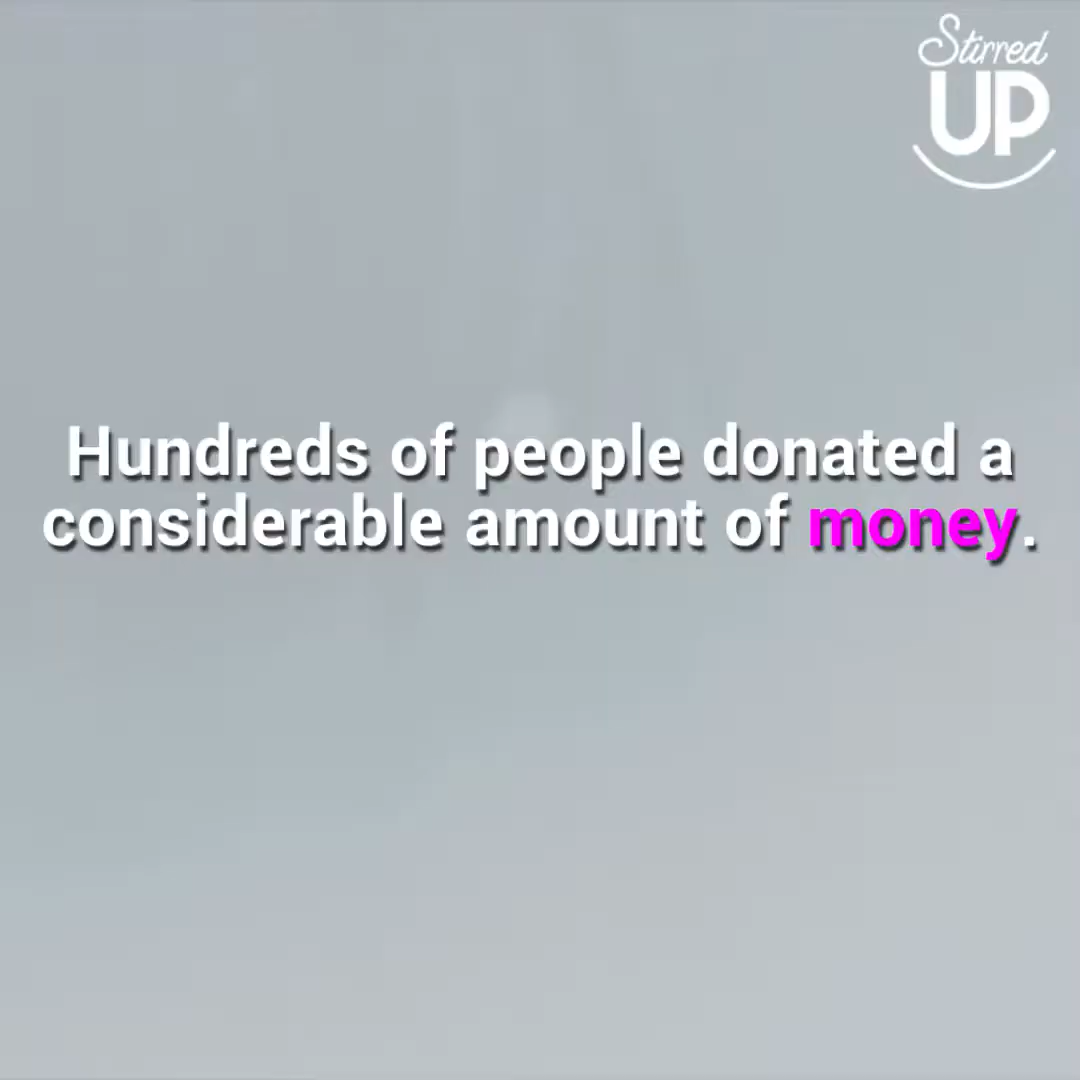 Stirred
UP
Hundreds of people donated a
considerable amount of money.